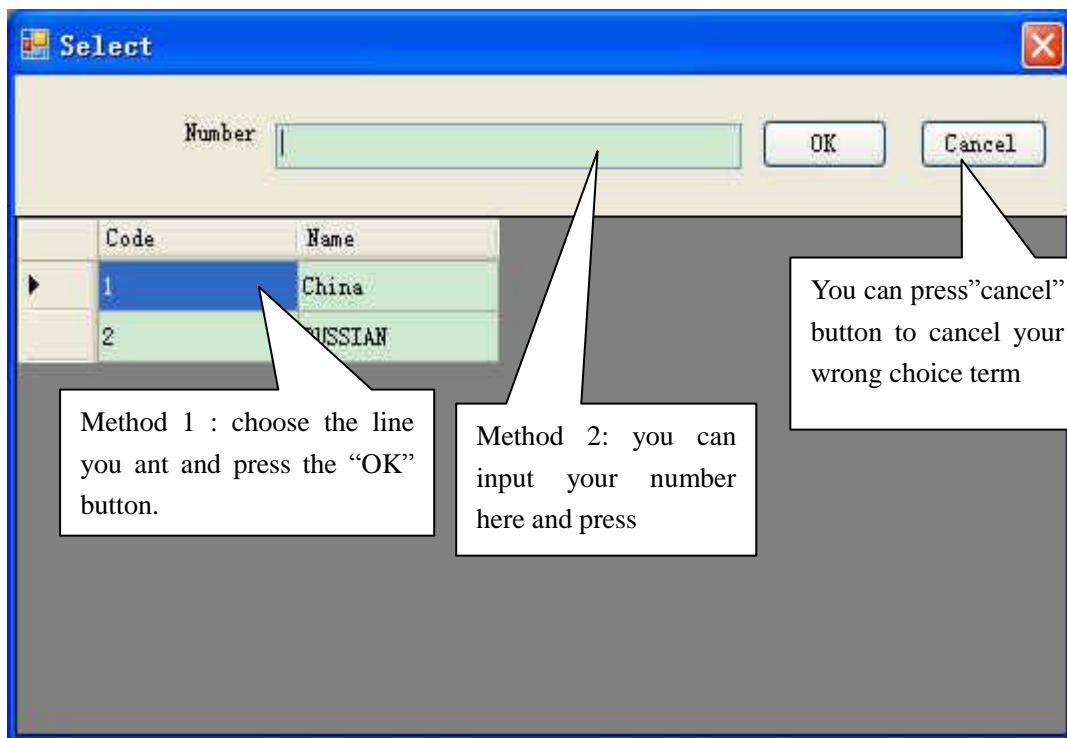 Select
Number
OK
Cancel
Code Name
1 China
2 RUSSIAN
You can press”cancel”
button to cancel your
wrong choice term
Method 1 : choose the line
you ant and press the “OK”
button.
Method 2: you can
input your number
here and press